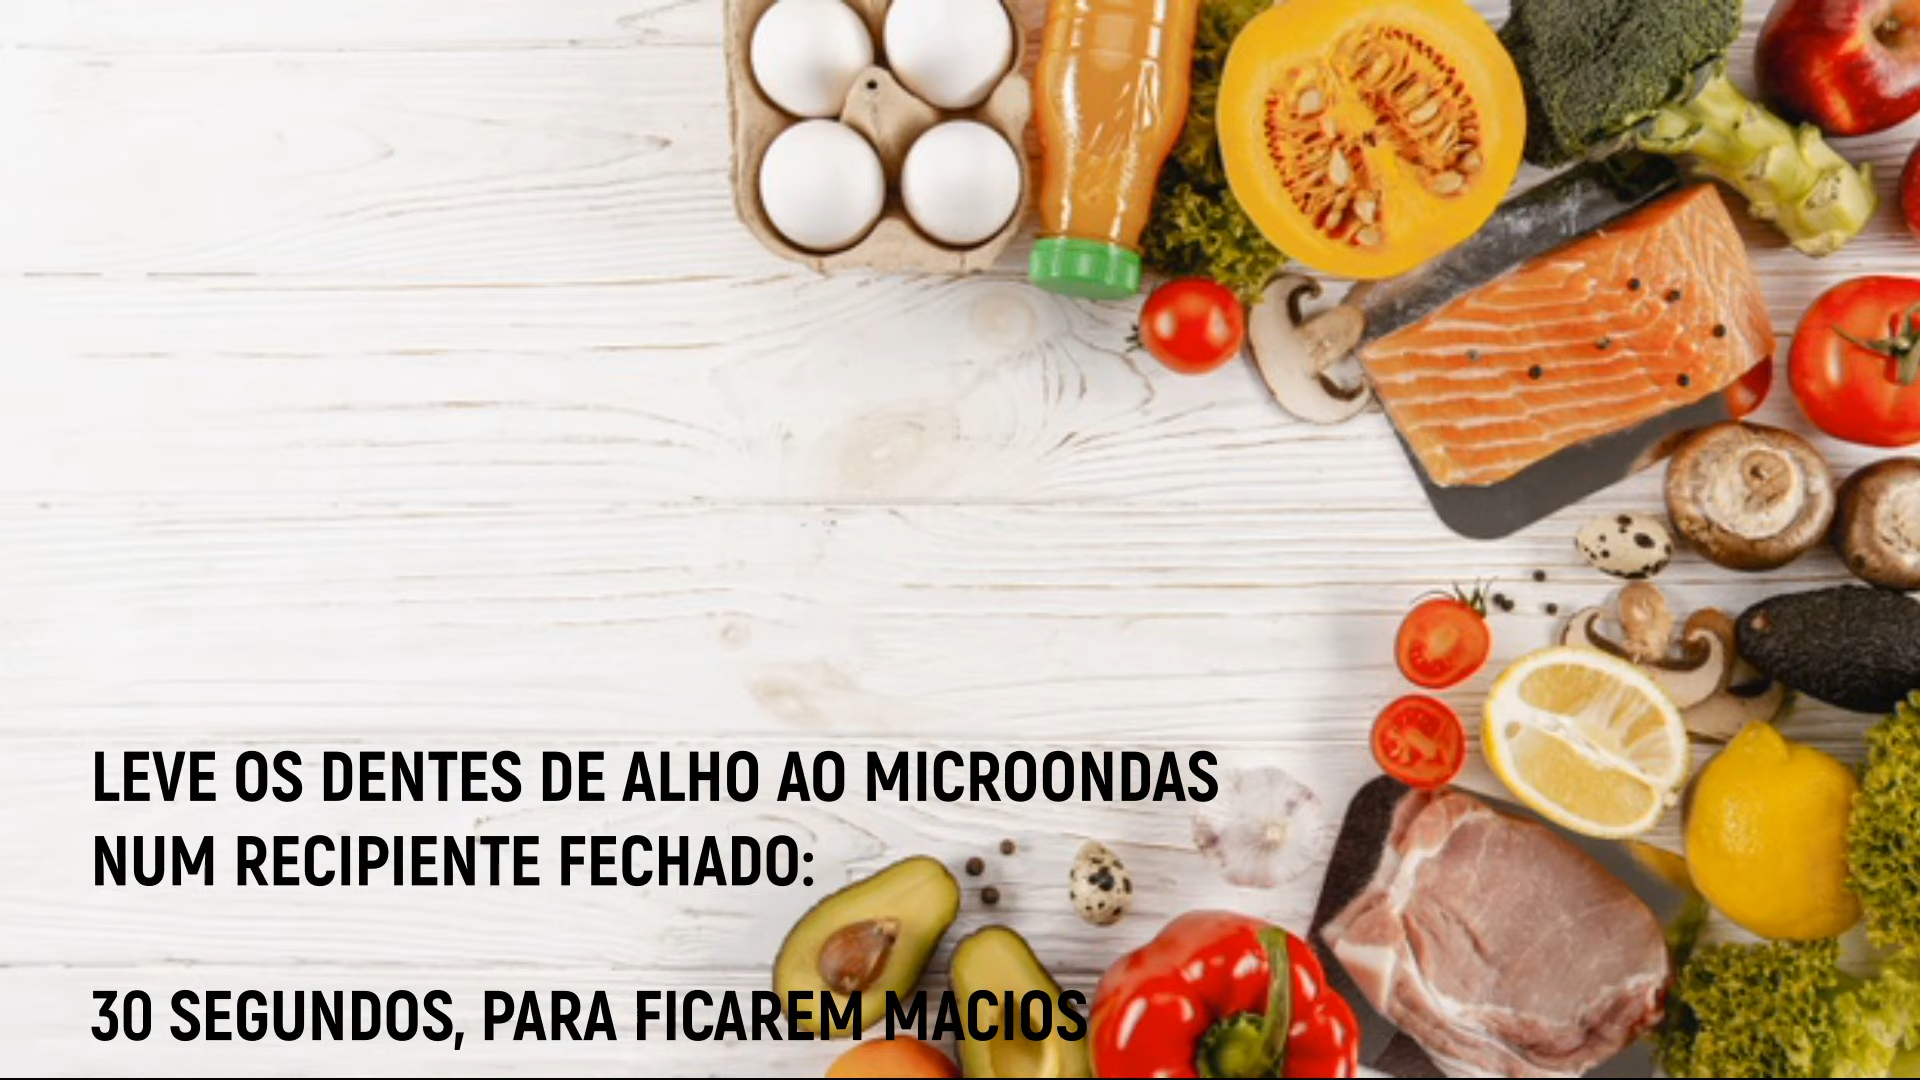 LEVE OS DENTES DE ALHO AO MICROONDAS
NUM RECIPIENTE FECHADO:
30 SEGUNDOS, PARA FICAREM MACIOS